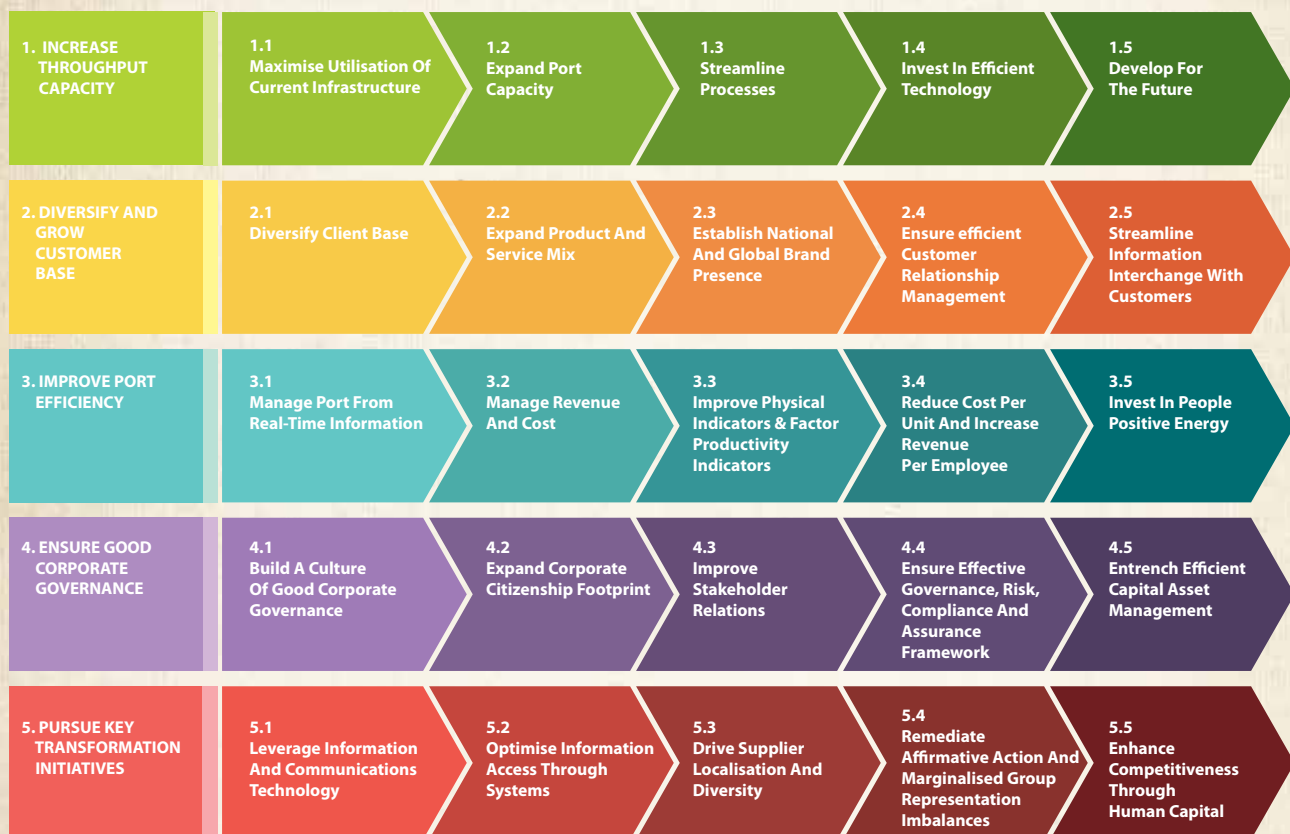 1. INCREASE
THROUGHPUT
CAPACITY
1.1
Maximise Utilisation Of
Current Infrastructure
1.2
Expand Port
Capacity
1.3
Streamline
Processes
1.4
Invest In Efficient
Technology
1.5
Develop For
The Future
2. DIVERSIFY AND
GROW
CUSTOMER
BASE
2.1
Diversify Client Base
2.2
Expand Product And
Service Mix
2.3
Establish National
And Global Brand
Presence
2.4
Ensure efficient
Customer
Relationship
Management
2.5
Streamline
Information
Interchange With
Customers
3. IMPROVE PORT
EFFICIENCY
3.1
Manage Port From
Real-Time Information
3.2
Manage Revenue
And Cost
3.3
Improve Physical
Indicators & Factor
Productivity
Indicators
3.4
Reduce Cost Per
Unit And Increase
Revenue
Per Employee
3.5
Invest In People
Positive Energy
4. ENSURE GOOD
CORPORATE
GOVERNANCE
4.1
Build A Culture
Of Good Corporate
Governance
4.2
Expand Corporate
Citizenship Footprint
4.3
Improve
Stakeholder
Relations
4.4
Ensure Effective
Governance, Risk,
Compliance And
Assurance
Framework
4.5
Entrench Efficient
Capital Asset
Management
5. PURSUE KEY
TRANSFORMATION
INITIATIVES
5.1
Leverage Information
And Communications
Technology
5.2
Optimise Information
Access Through
Systems
5.3
Drive Supplier
Localisation And
Diversity
5.4
Remediate
Affirmative Action And
Marginalised Group
Representation
Imbalances
5.5
Enhance
Competitiveness
Through
Human Capital